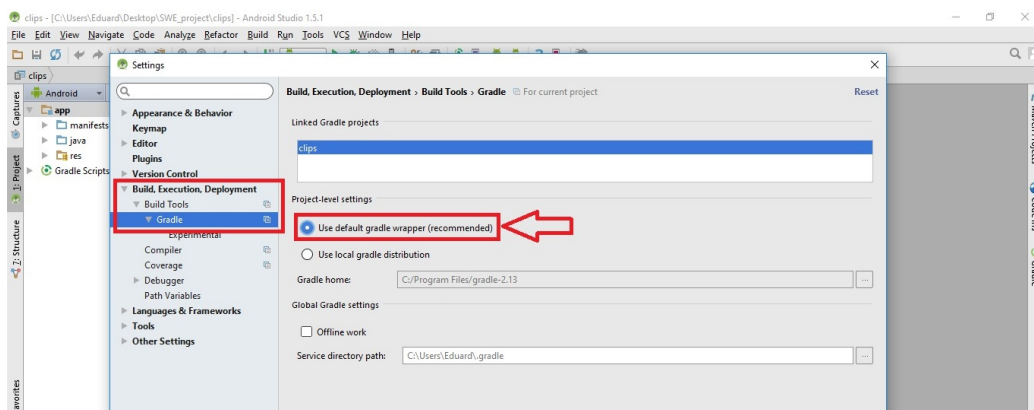 clips - [C:\Users\Eduard\Desktop\SWE_project\clips] - Android Studio 1.5.1
File Edit View Navigate Code Analyze Refactor Build Run Tools VCS Window Help
clips
Settings
Captures
1: Project
7: Structure
Android
app
manifests
java
res
Gradle Scripts
Appearance & Behavior
Keymap
Editor
Plugins
Version Control
Build, Execution, Deployment
Build Tools
Gradle
Experimental
Compiler
Coverage
Debugger
Path Variables
Languages & Frameworks
Tools
Other Settings
Build, Execution, Deployment › Build Tools › Gradle For current project
Reset
Linked Gradle projects
clips
Project-level settings
Use default gradle wrapper (recommended)
Use local gradle distribution
Gradle home: C:/Program Files/gradle-2.13 ...
Global Gradle settings
Offline work
Service directory path: C:\Users\Eduard\.gradle ...